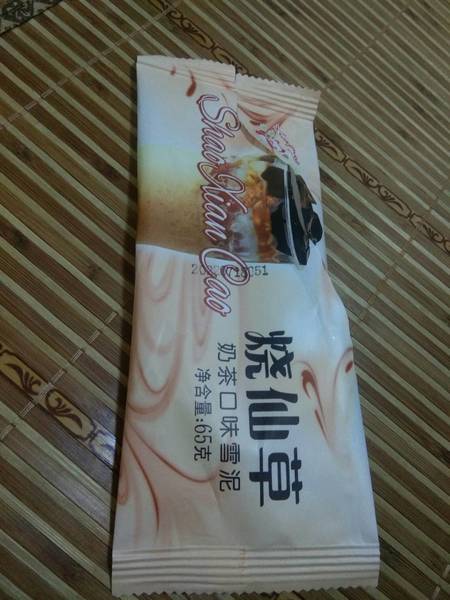 Shao Xian Cao
烧仙草
奶茶口味雪泥
净含量:65克